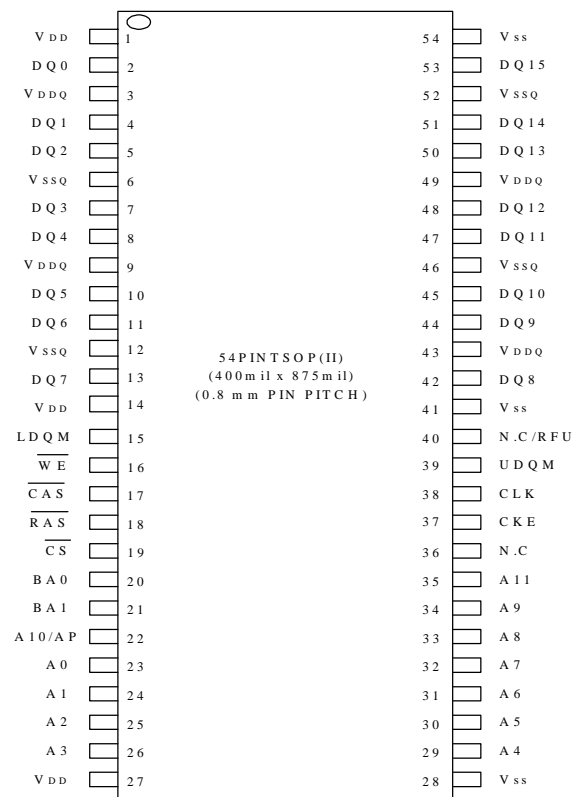 VDD 1 54 Vss
DQ0 2 53 DQ15
VDDQ 3 52 VSSQ
DQ1 4 51 DQ14
DQ2 5 50 DQ13
VSSQ 6 49 VDDQ
DQ3 7 48 DQ12
DQ4 8 47 DQ11
VDDQ 9 46 VSSQ
DQ5 10 45 DQ10
DQ6 11 44 DQ9
VSSQ 12 43 VDDQ
DQ7 13 42 DQ8
VDD 14 41 Vss
54PIN TSOP(II)
(400mil x 875mil)
(0.8 mm PIN PITCH)
LDQM 15 40 N.C/RFU
WE 16 39 UDQM
CAS 17 38 CLK
RAS 18 37 CKE
CS 19 36 N.C
BA0 20 35 A11
BA1 21 34 A9
A10/AP 22 33 A8
A0 23 32 A7
A1 24 31 A6
A2 25 30 A5
A3 26 29 A4
VDD 27 28 Vss